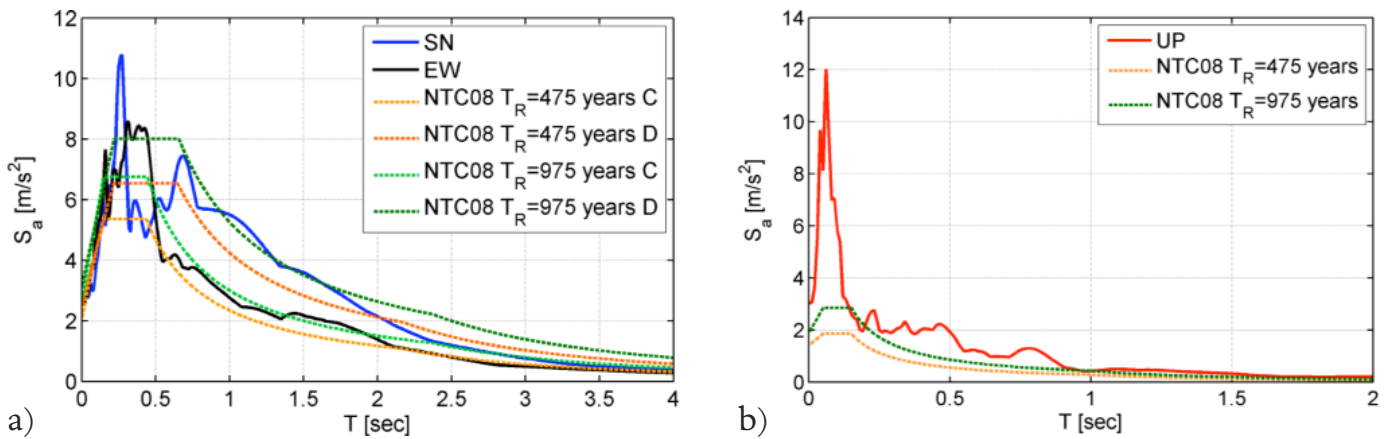 12
10
8
6
4
2
0
S_a [m/s²]
0 0.5 1 1.5 2 2.5 3 3.5 4
T [sec]
SN
EW
NTC08 T_R=475 years C
NTC08 T_R=475 years D
NTC08 T_R=975 years C
NTC08 T_R=975 years D
a)
14
12
10
8
6
4
2
0
S_a [m/s²]
0 0.5 1 1.5 2
T [sec]
UP
NTC08 T_R=475 years
NTC08 T_R=975 years
b)